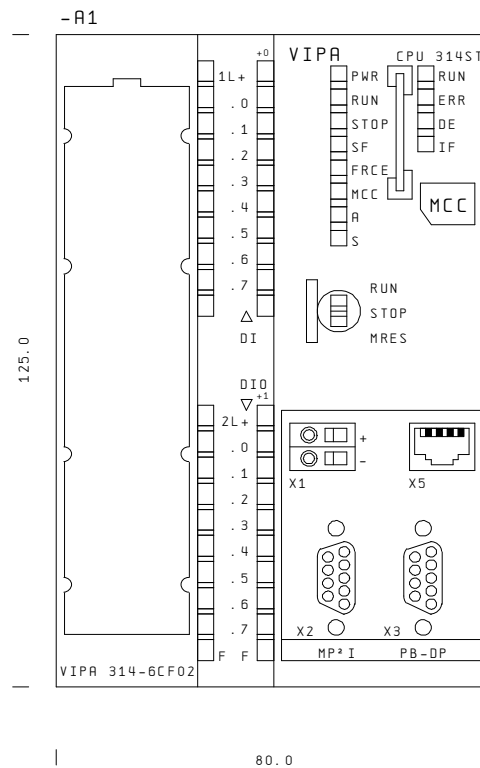 -A1
+0
VIPA
CPU 314ST
1L+
.0
.1
.2
.3
.4
.5
.6
.7
DI
PWR
RUN
STOP
SF
FRCE
MCC
A
S
RUN
ERR
DE
IF
MCC
RUN
STOP
MRES
125.0
DIO
+1
2L+
.0
.1
.2
.3
.4
.5
.6
.7
F F
+
-
X1
X5
X2
X3
MP²I
PB-DP
VIPA 314-6CF02
80.0